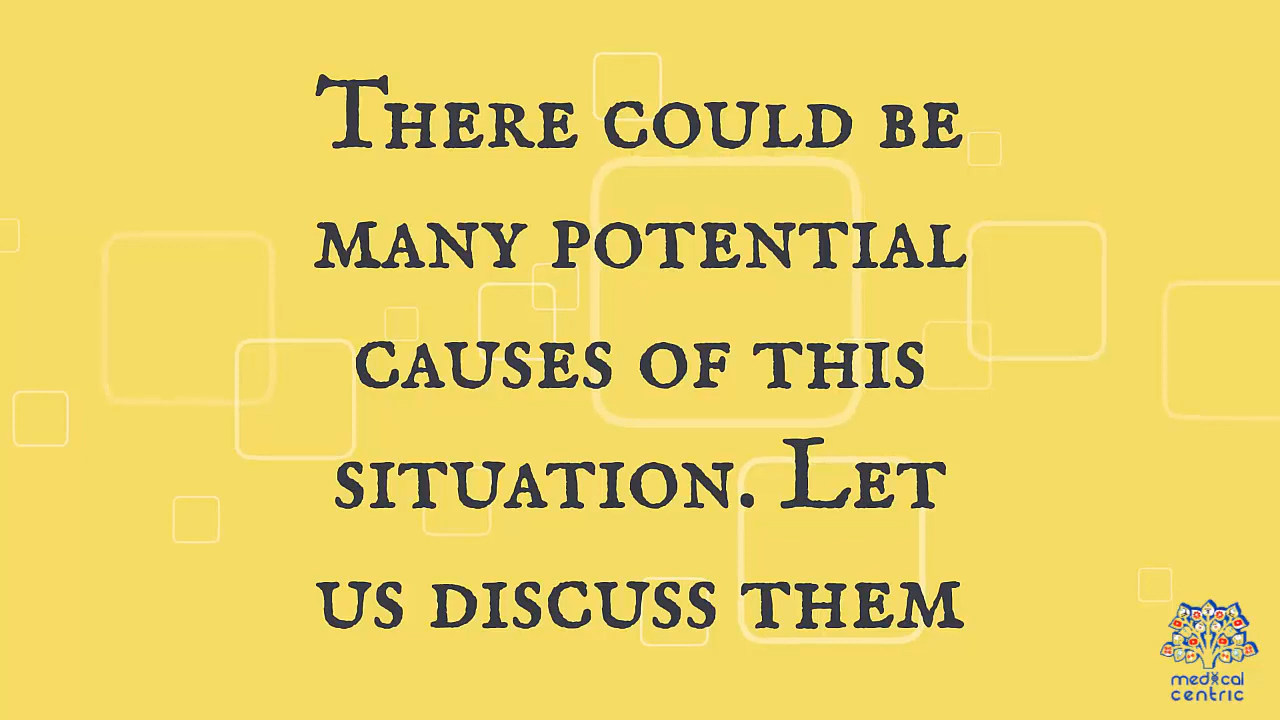 There could be
many potential
causes of this
situation. Let
us discuss them
medical
centric